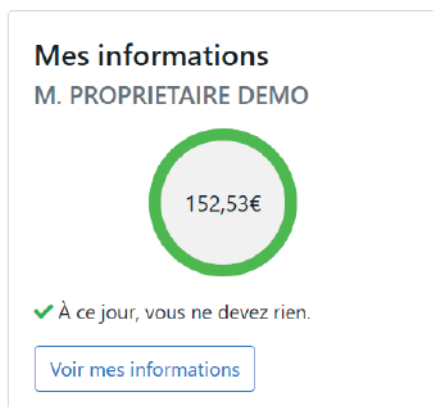 Mes informations
M. PROPRIETAIRE DEMO
152,53€
À ce jour, vous ne devez rien.
Voir mes informations